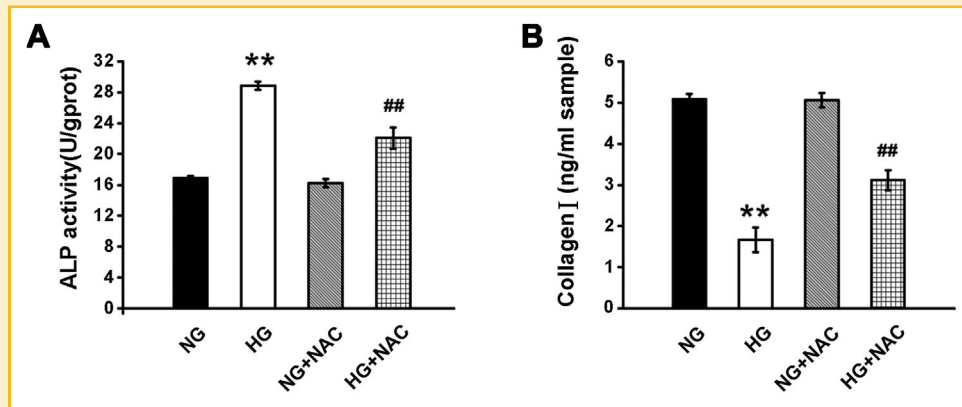 A
ALP activity(U/gprot)
32
28
24
20
16
12
8
4
0
**
##
NG
HG
NG+NAC
HG+NAC
B
Collagen I (ng/ml sample)
6
5
4
3
2
1
0
**
##
NG
HG
NG+NAC
HG+NAC